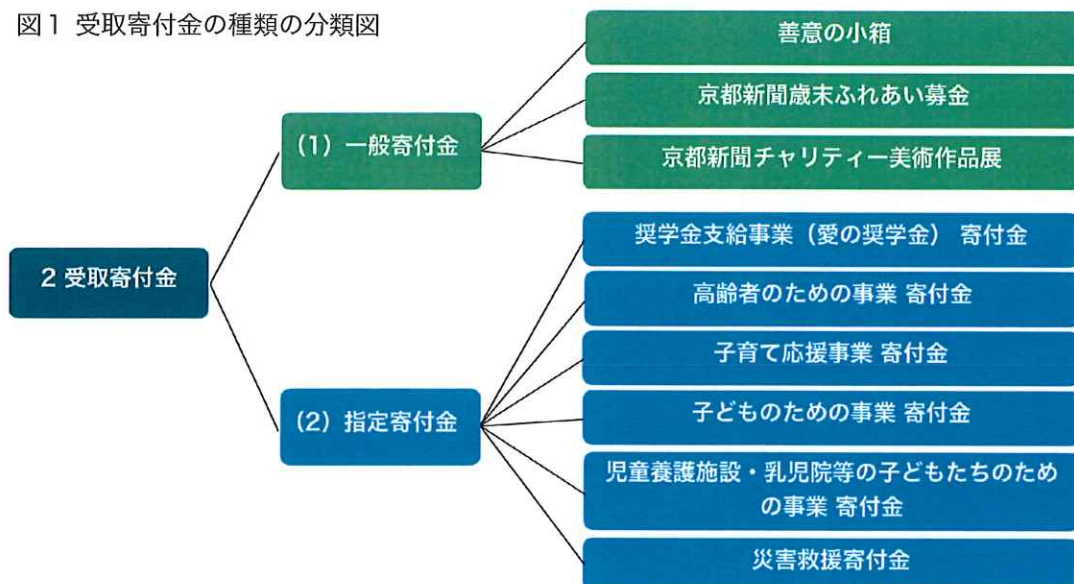 図1 受取寄付金の種類の分類図
善意の小箱
京都新聞歳末ふれあい募金
(1) 一般寄付金
京都新聞チャリティー美術作品展
奨学金支給事業（愛の奨学金） 寄付金
2 受取寄付金
高齢者のための事業 寄付金
子育て応援事業 寄付金
(2) 指定寄付金
子どものための事業 寄付金
児童養護施設・乳児院等の子どもたちのため
の事業 寄付金
災害救援寄付金